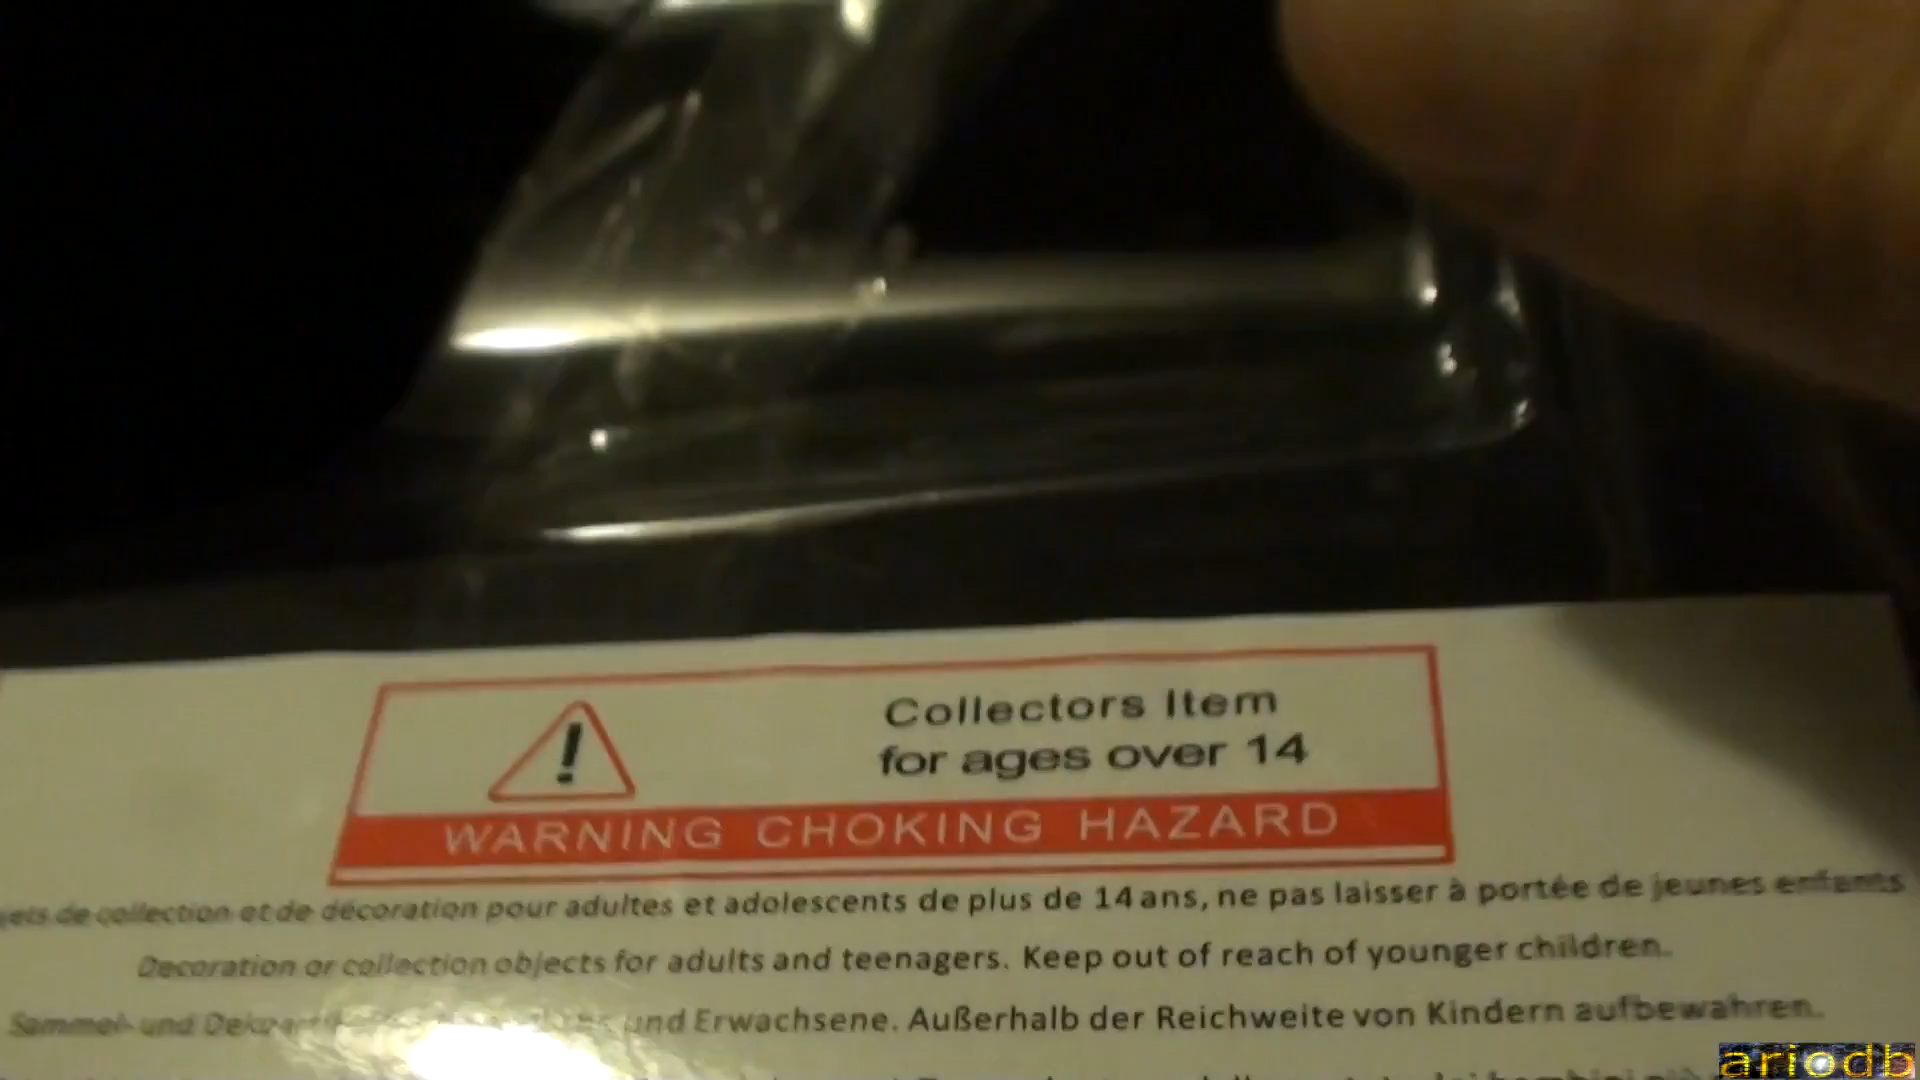 !
Collectors Item
for ages over 14
WARNING CHOKING HAZARD
de collection et de décoration pour adultes et adolescents de plus de 14 ans, ne pas laisser à portée de jeunes enfants
Decoration or collection objects for adults and teenagers. Keep out of reach of younger children.
Sammel- und und Erwachsene. Außerhalb der Reichweite von Kindern aufbewahren.
ariodb